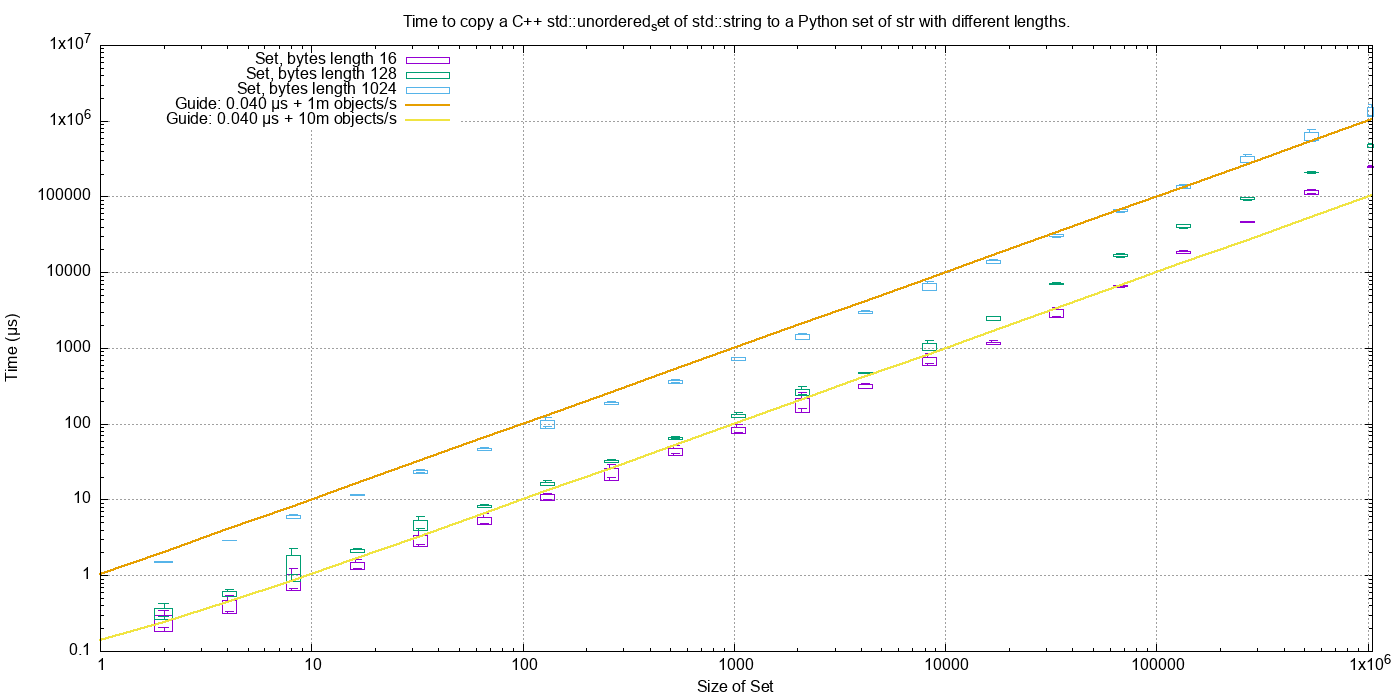 Time to copy a C++ std::unordered_set of std::string to a Python set of str with different lengths.
Set, bytes length 16
Set, bytes length 128
Set, bytes length 1024
Guide: 0.040 µs + 1m objects/s
Guide: 0.040 µs + 10m objects/s
1x10^7
1x10^6
100000
10000
1000
100
10
1
0.1
Time (µs)
1 10 100 1000 10000 100000 1x10^6
Size of Set